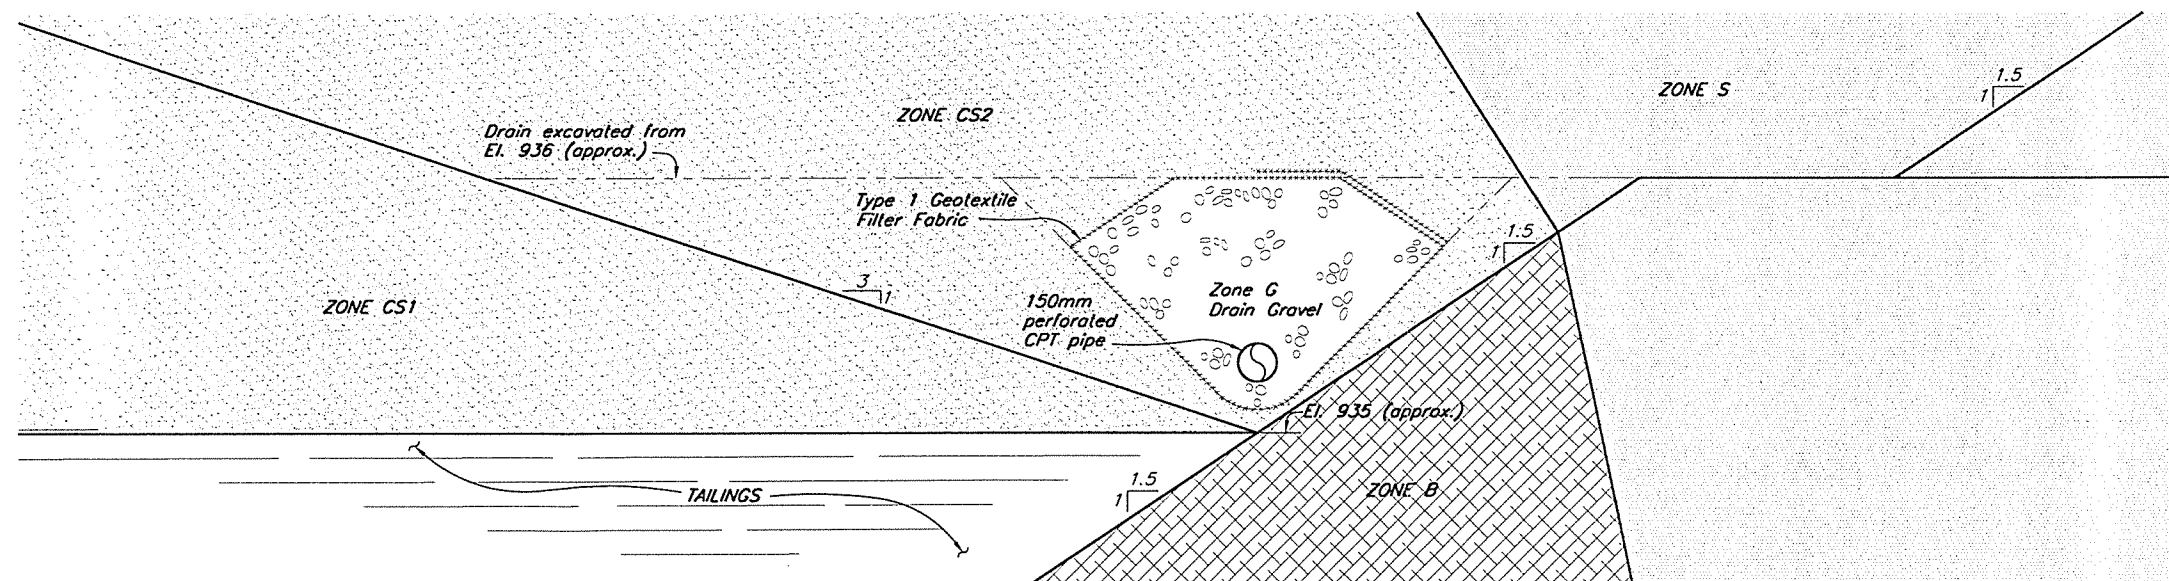 1.5
1
ZONE S
ZONE CS2
Drain excavated from
El. 936 (approx.)
Type 1 Geotextile
Filter Fabric
1.5
1
3
1
ZONE CS1
Zone G
Drain Gravel
150mm
perforated
CPT pipe
El. 935 (approx.)
1.5
1
TAILINGS
ZONE B